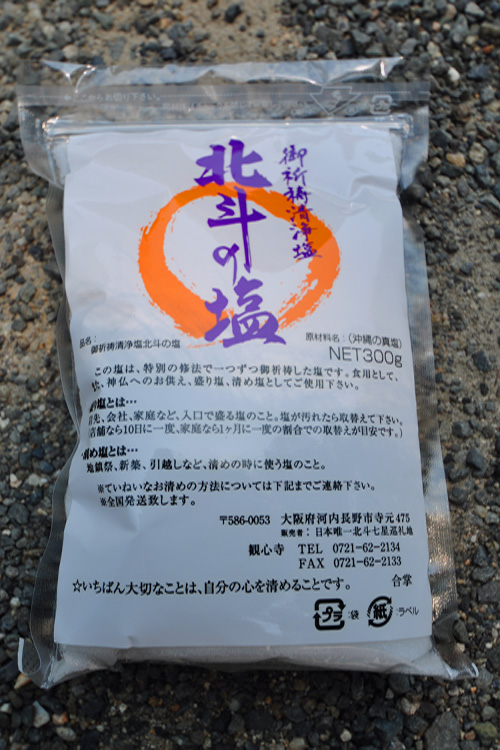 御祈祷清浄塩
北斗の塩
品名：
御祈祷清浄塩北斗の塩
原材料名：（沖縄の真塩）
NET300g
この塩は、特別の修法で一つずつ御祈祷した塩です。食用として、
神仏へのお供え、盛り塩、清め塩としてご使用下さい。
塩とは…
店先、会社、家庭など、入口で盛る塩のこと。塩が汚れたら取替えて下さい。
店舗なら10日に一度、家庭なら1ヶ月に一度の割合での取替えが目安です。）
め塩とは…
地鎮祭、新築、引越しなど、清めの時に使う塩のこと。
※ていねいなお清めの方法については下記までご連絡下さい。
※全国発送致します。
〒586-0053 大阪府河内長野市寺元475
販売者：日本唯一北斗七星巡礼地
観心寺 TEL 0721-62-2134
FAX 0721-62-2133
☆いちばん大切なことは、自分の心を清めることです。 合掌
プラ：袋 紙：ラベル